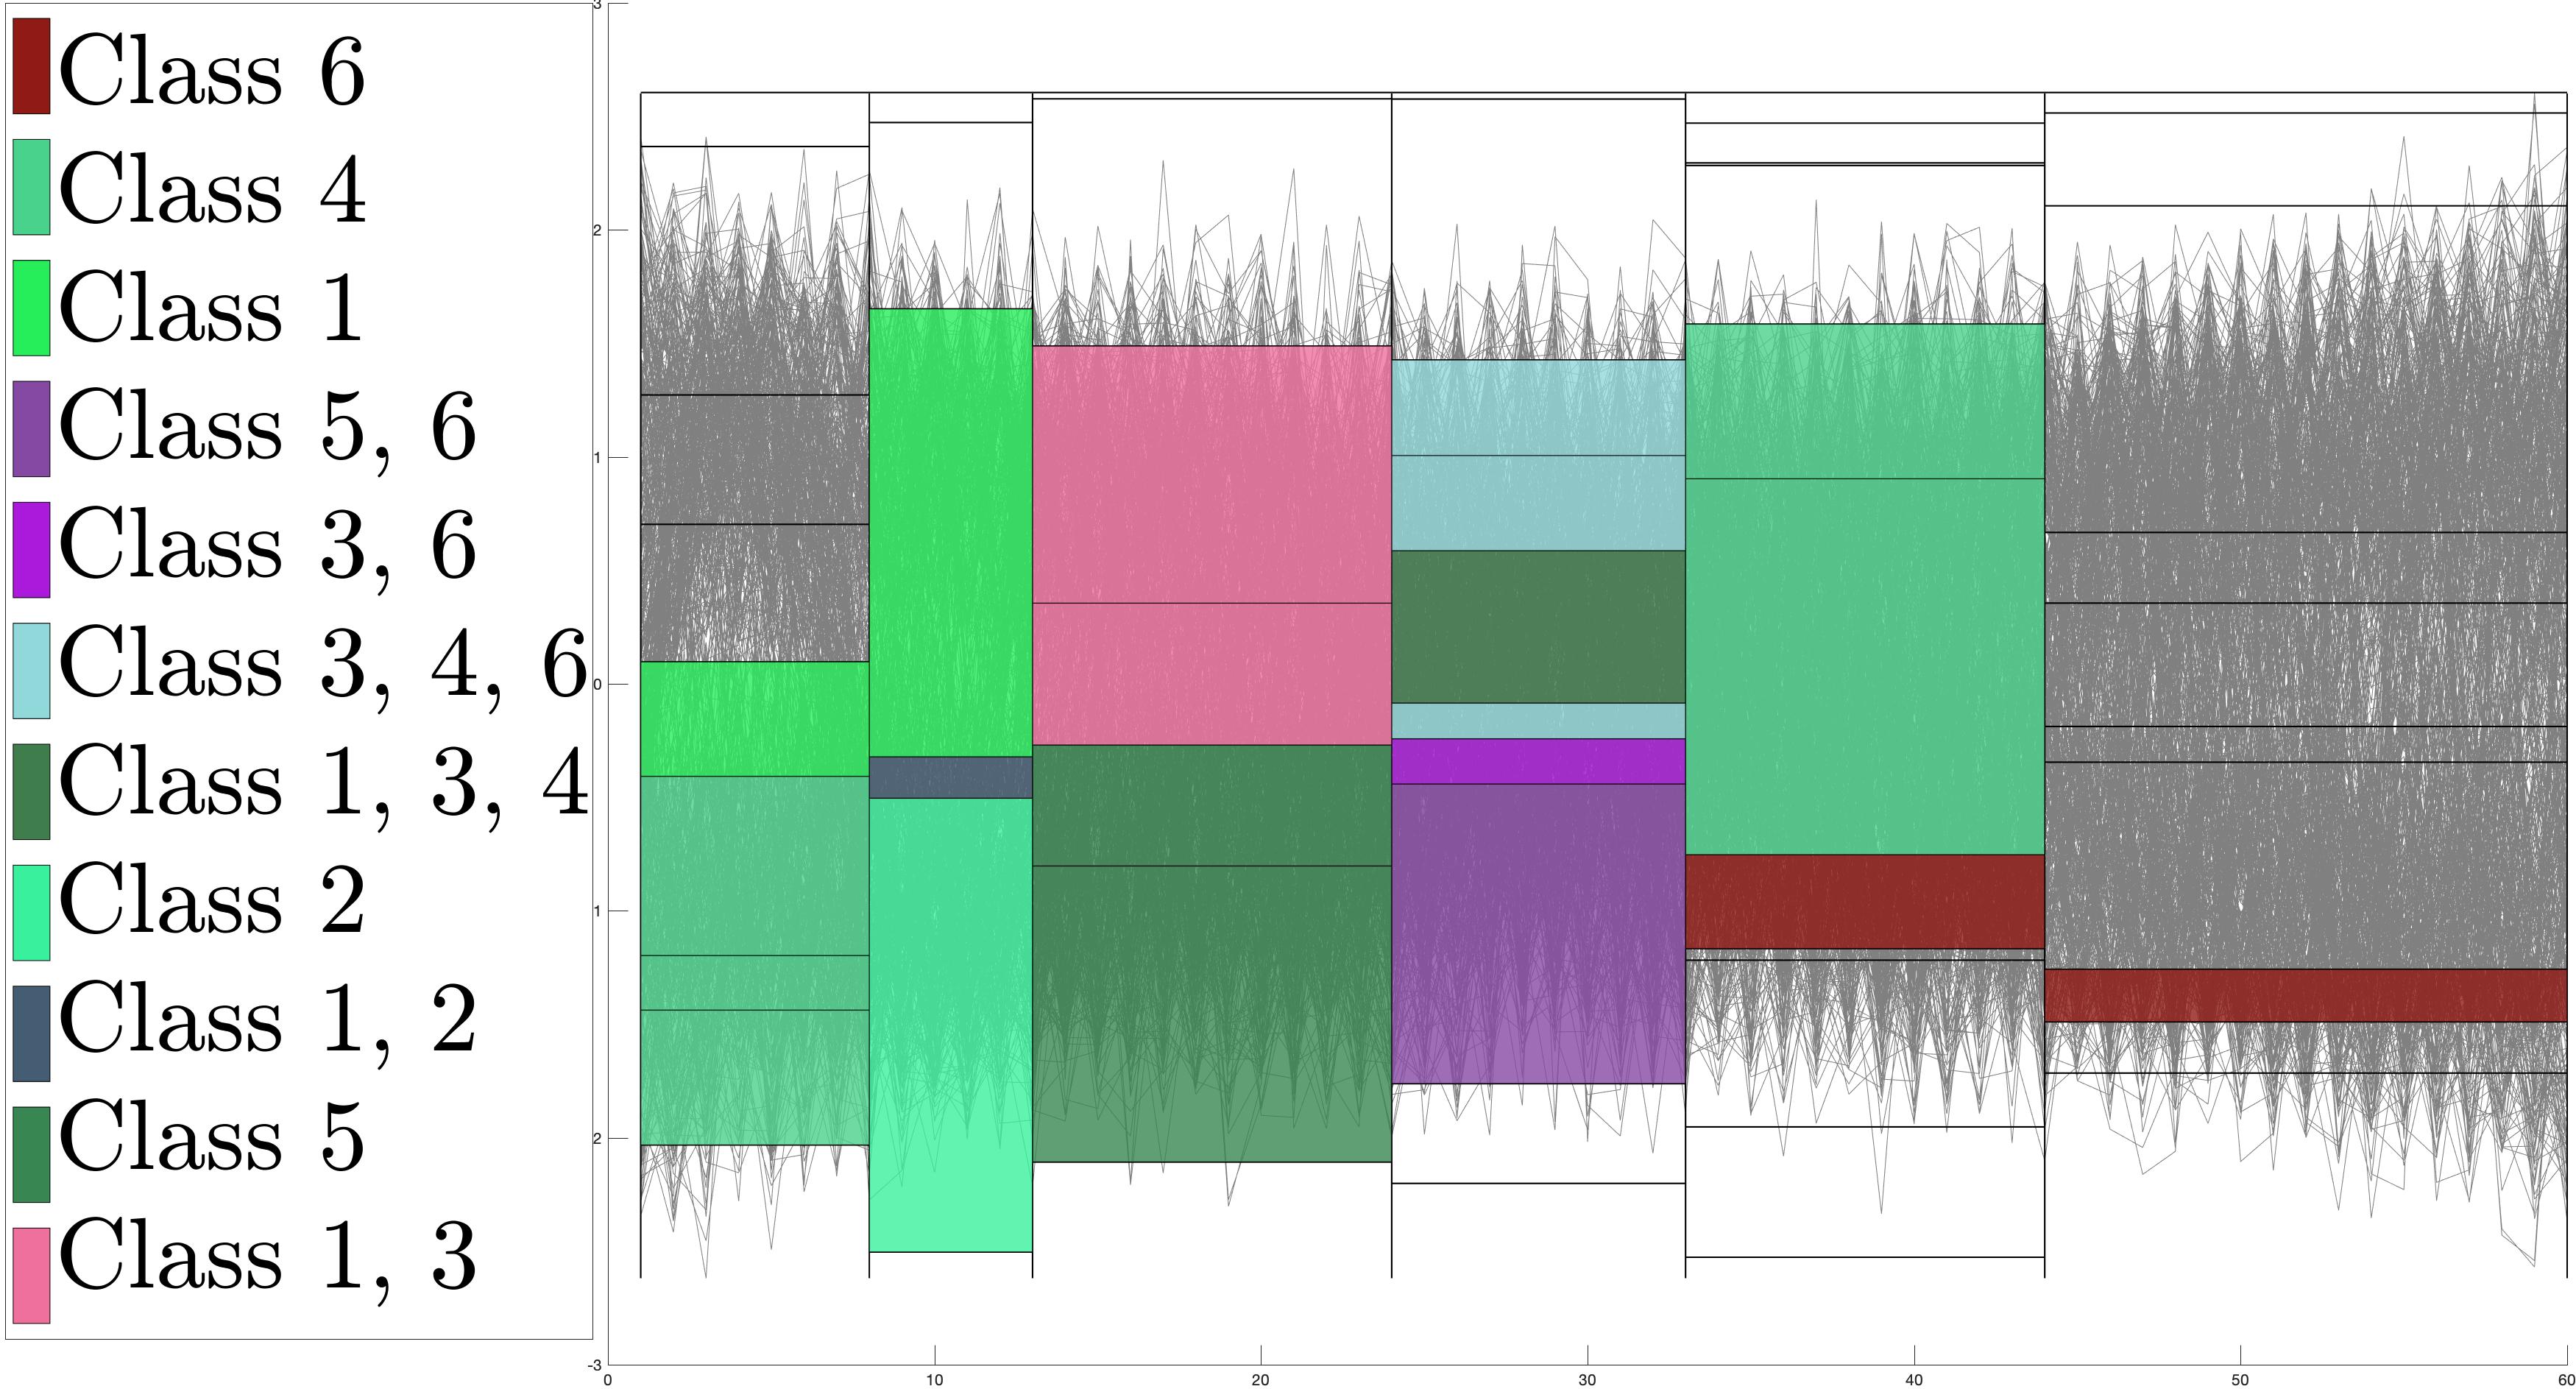 Class 6
Class 4
Class 1
Class 5, 6
Class 3, 6
Class 3, 4, 6
Class 1, 3, 4
Class 2
Class 1, 2
Class 5
Class 1, 3
3
2
1
0
1
2
-3
0 10 20 30 40 50 60